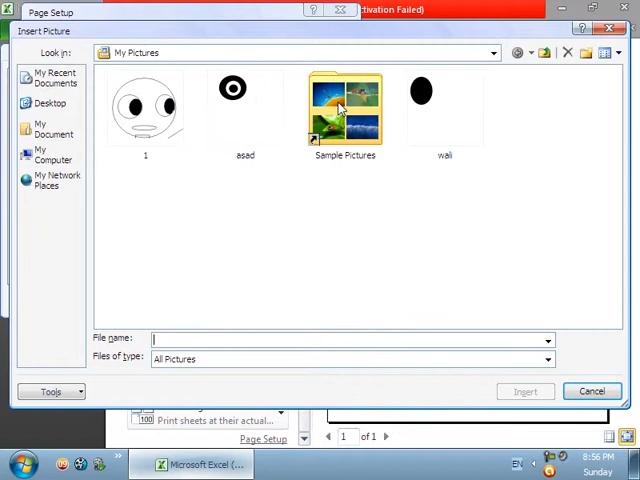 Page Setup
ctivation Failed)
Insert Picture
Look in:
My Pictures
My Recent
Documents
Desktop
My
Document
My
Computer
My Network
Places
1
asad
Sample Pictures
wali
File name:
Files of type:
All Pictures
Tools
Insert
Cancel
100
Print sheets at their actual...
Page Setup
1
of 1
Microsoft Excel (...
EN
8:56 PM
Sunday